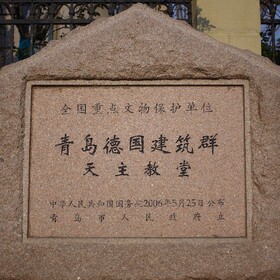 全国重点文物保护单位
青岛德国建筑群
天主教堂
中华人民共和国国务院2006年5月25日公布
青岛市人民政府立